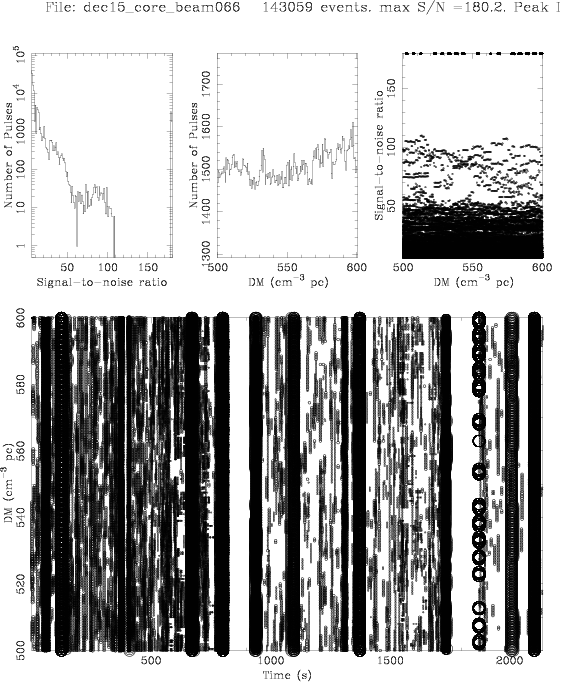 File: dec15_core_beam066 143059 events. max S/N =180.2. Peak I
Number of Pulses
1 10 100 1000 10⁴ 10⁵
50 100 150
Signal-to-noise ratio
Number of Pulses
1300 1400 1500 1600 1700
500 550 600
DM (cm⁻³ pc)
Signal-to-noise ratio
50 100 150
500 550 600
DM (cm⁻³ pc)
DM (cm⁻³ pc)
500 520 540 560 580 600
500 1000 1500 2000
Time (s)